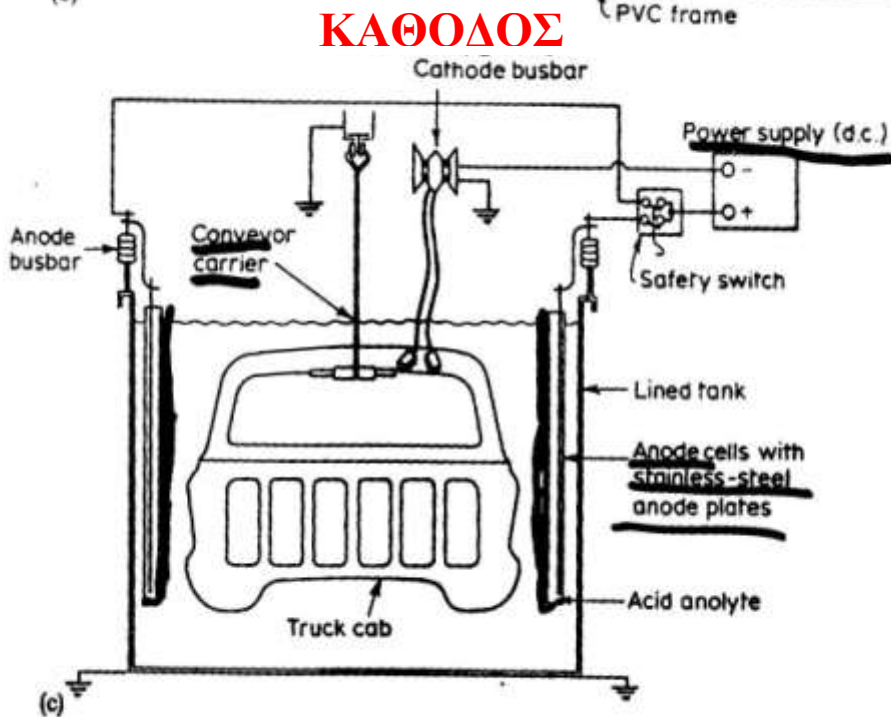 PVC frame
ΚΑΘΟΔΟΣ
Cathode busbar
Power supply (d.c.)
-
+
Anode
busbar
Conveyor
carrier
Safety switch
Lined tank
Anode cells with
stainless-steel
anode plates
Acid anolyte
Truck cab
(c)